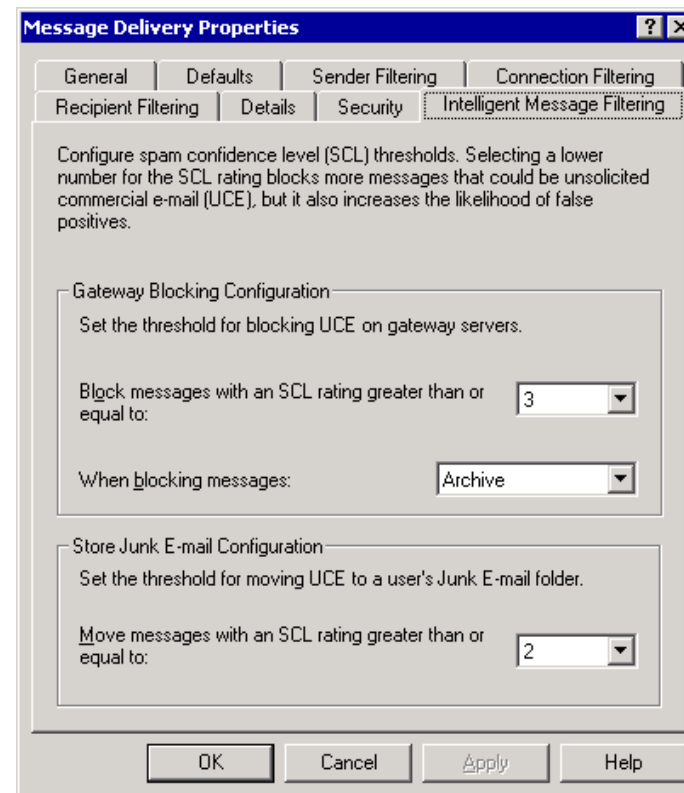 Message Delivery Properties
General Defaults Sender Filtering Connection Filtering
Recipient Filtering Details Security Intelligent Message Filtering
Configure spam confidence level (SCL) thresholds. Selecting a lower
number for the SCL rating blocks more messages that could be unsolicited
commercial e-mail (UCE), but it also increases the likelihood of false
positives.
Gateway Blocking Configuration
Set the threshold for blocking UCE on gateway servers.
Block messages with an SCL rating greater than or
equal to:
3
When blocking messages:
Archive
Store Junk E-mail Configuration
Set the threshold for moving UCE to a user's Junk E-mail folder.
Move messages with an SCL rating greater than or
equal to:
2
OK Cancel Apply Help